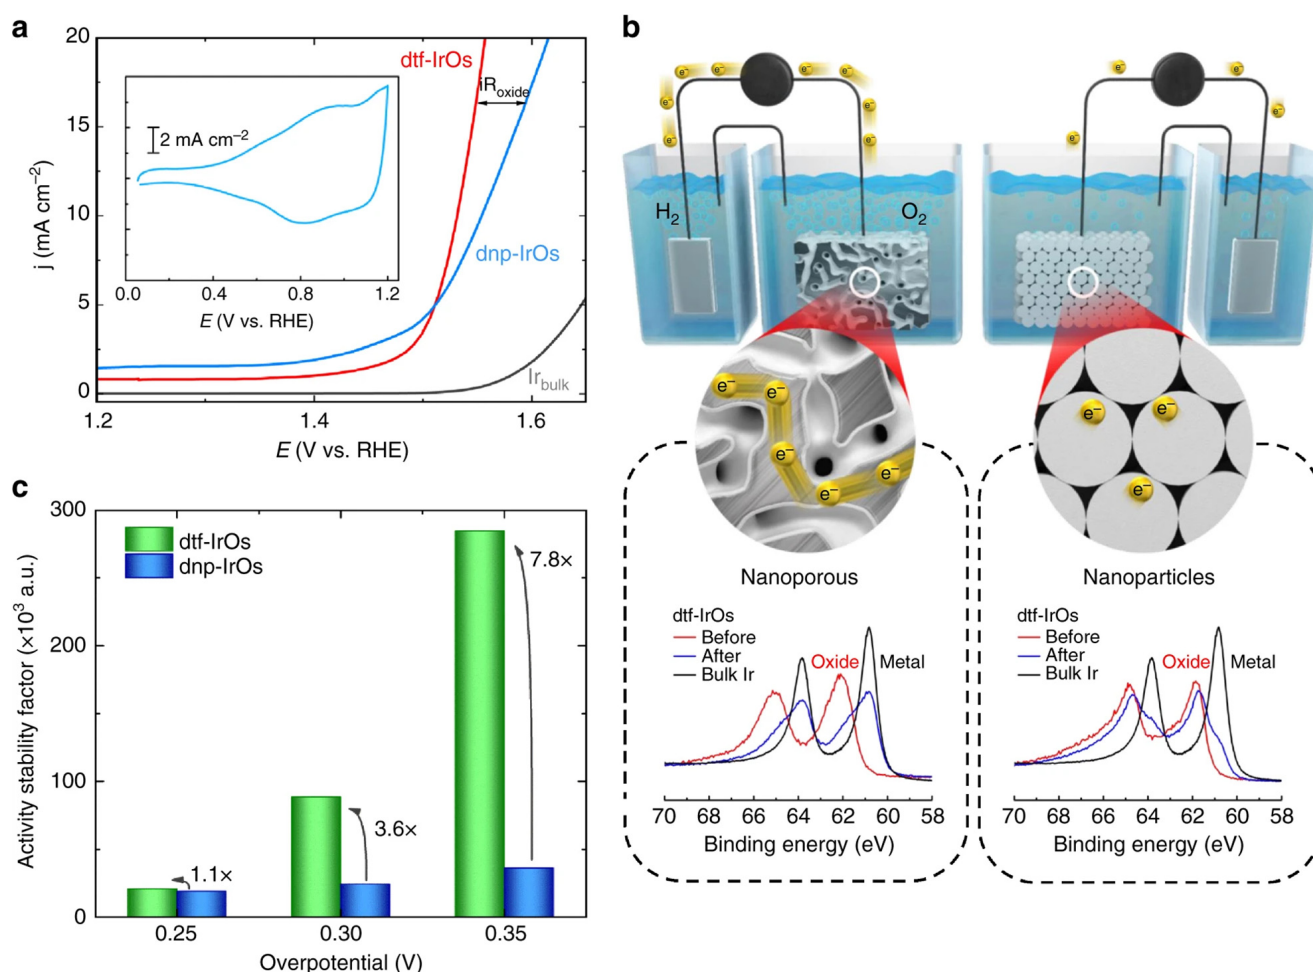 a
20
15
10
5
0
j (mA cm⁻²)
dtf-IrOs
iR_oxide
dnp-IrOs
Ir_bulk
2 mA cm⁻²
0.0 0.4 0.8 1.2
E (V vs. RHE)
1.2 1.4 1.6
E (V vs. RHE)
b
e⁻ e⁻ e⁻ e⁻ e⁻ e⁻ e⁻ e⁻
e⁻ e⁻ e⁻ e⁻ e⁻
H₂
O₂
e⁻ e⁻ e⁻ e⁻ e⁻
e⁻ e⁻ e⁻
Nanoporous
dtf-IrOs
Before
After
Bulk Ir
Oxide
Metal
70 68 66 64 62 60 58
Binding energy (eV)
Nanoparticles
dtf-IrOs
Before
After
Bulk Ir
Oxide
Metal
70 68 66 64 62 60 58
Binding energy (eV)
c
300
200
100
0
Activity stability factor (×10³ a.u.)
dtf-IrOs
dnp-IrOs
1.1×
3.6×
7.8×
0.25 0.30 0.35
Overpotential (V)